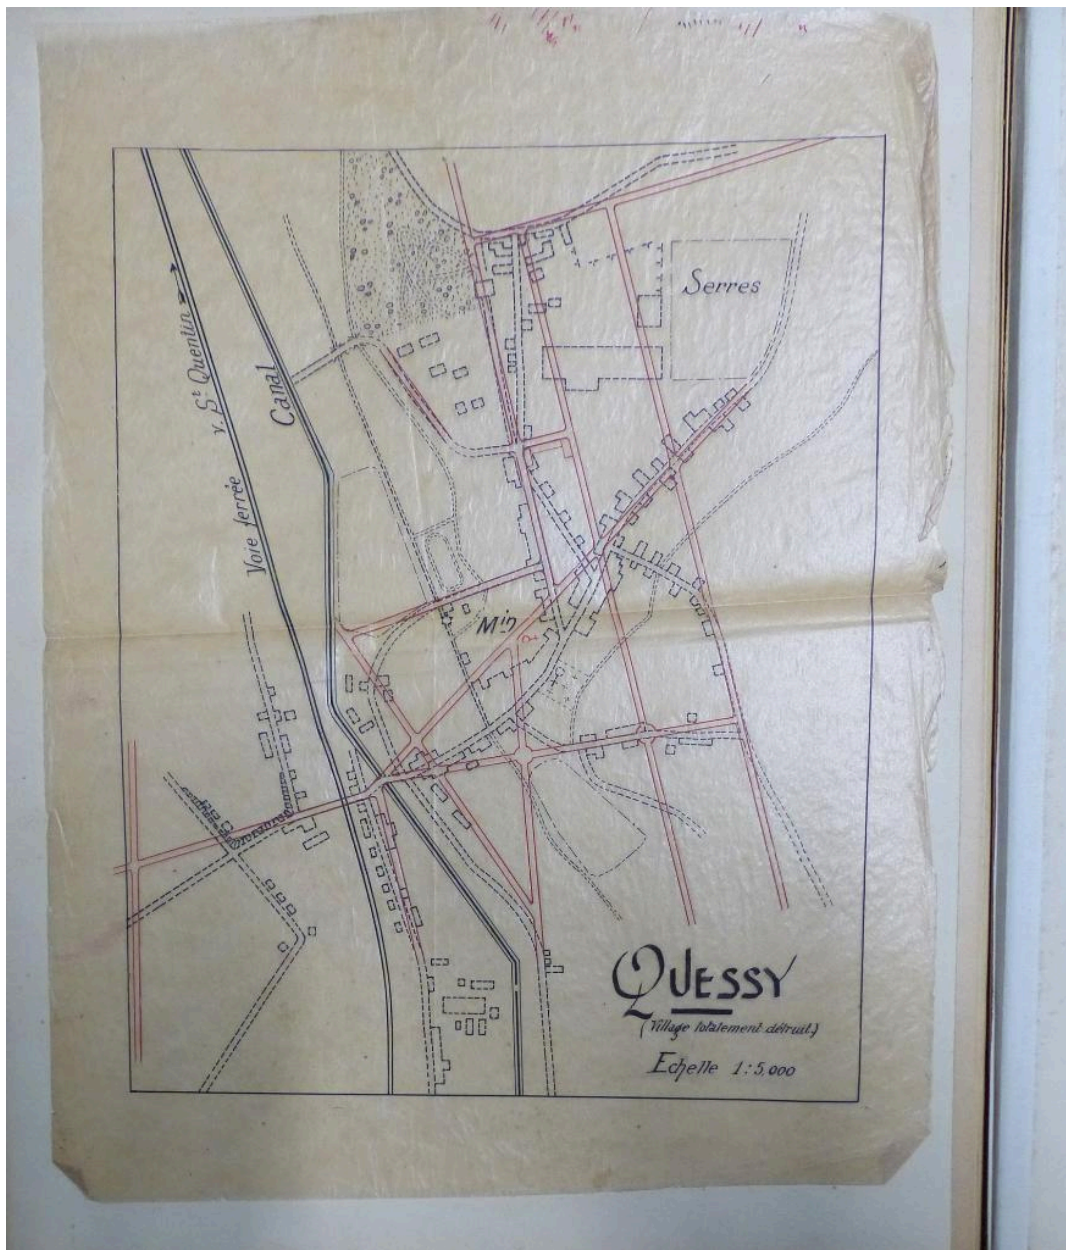 Serres
v. St Quentin
Canal
Voie ferrée
Min
QUESSY
(Village totalement détruit)
Echelle 1:5,000